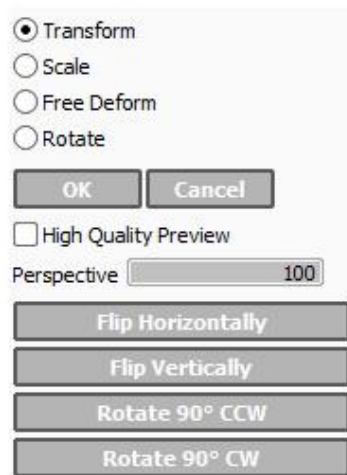 Transform
Scale
Free Deform
Rotate
OK Cancel
High Quality Preview
Perspective 100
Flip Horizontally
Flip Vertically
Rotate 90° CCW
Rotate 90° CW